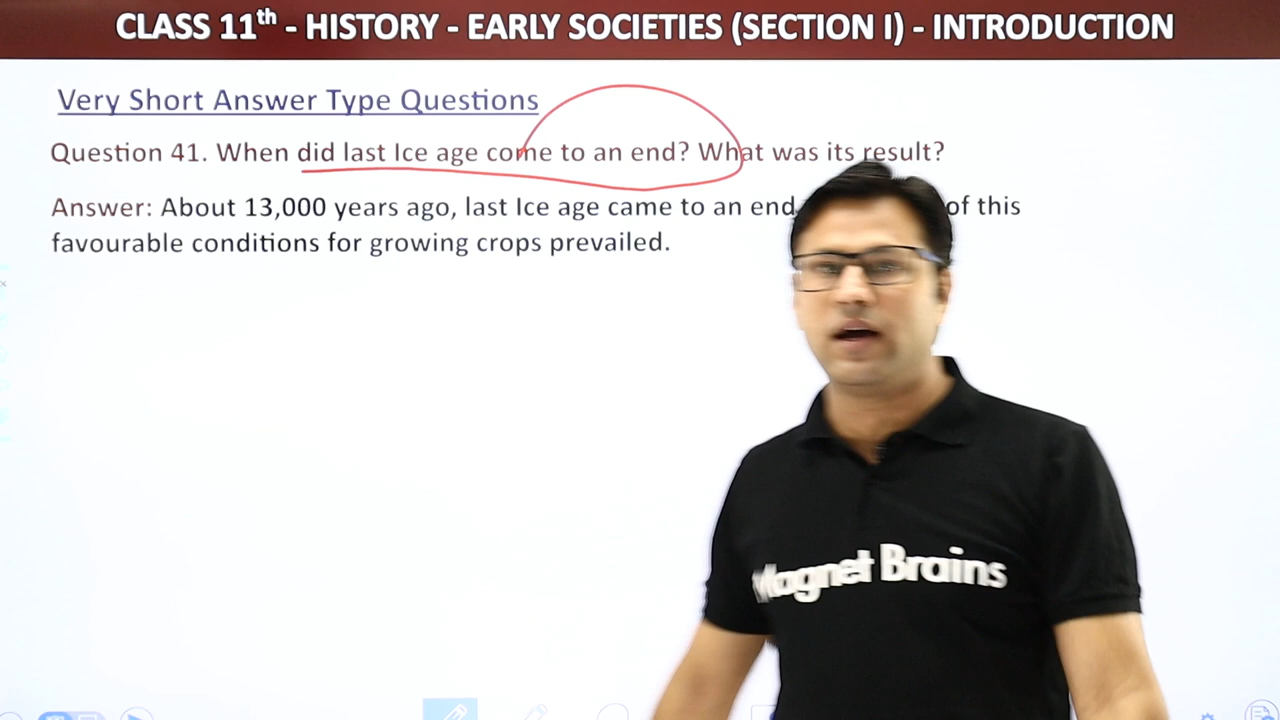 CLASS 11th - HISTORY - EARLY SOCIETIES (SECTION I) - INTRODUCTION
Very Short Answer Type Questions
Question 41. When did last Ice age come to an end? What was its result?
Answer: About 13,000 years ago, last Ice age came to an end of this
favourable conditions for growing crops prevailed.
Magnet Brains